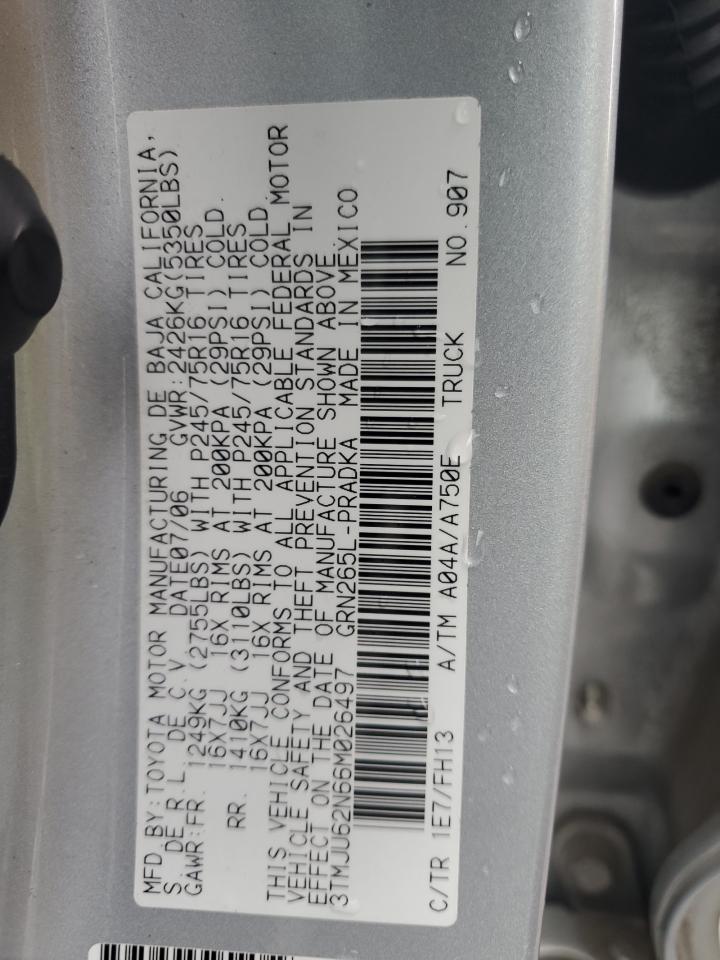 MFD.BY:TOYOTA MOTOR MANUFACTURING DE BAJA CALIFORNIA,
S. DE R.L. DE C.V. DATE07/06 GVWR:2426KG(5350LBS)
GAWR:FR. 1249KG (2755LBS) WITH P245/75R16 TIRES
16X7JJ 16X RIMS AT 200KPA (29PSI) COLD.
RR. 1410KG (3110LBS) WITH P245/75R16 TIRES
16X7JJ 16X RIMS AT 200KPA (29PSI) COLD.
THIS VEHICLE CONFORMS TO ALL APPLICABLE FEDERAL MOTOR
VEHICLE SAFETY AND THEFT PREVENTION STANDARDS IN
EFFECT ON THE DATE OF MANUFACTURE SHOWN ABOVE.
3TMJU62N66M026497 GRN265L-PRADKA MADE IN MEXICO
C/TR 1E7/FH13 A/TM A04A/A750E TRUCK NO.907